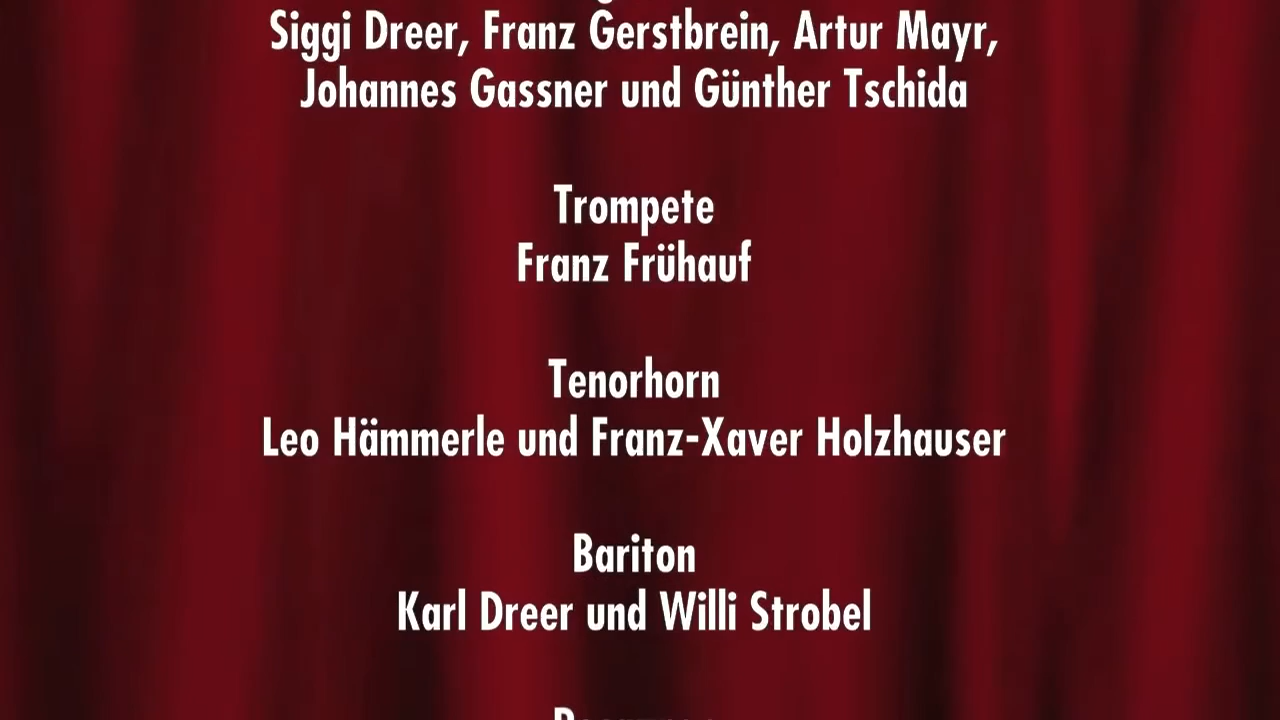 Siggi Dreer, Franz Gerstbrein, Artur Mayr,
Johannes Gassner und Günther Tschida
Trompete
Franz Frühauf
Tenorhorn
Leo Hämmerle und Franz-Xaver Holzhauser
Bariton
Karl Dreer und Willi Strobel